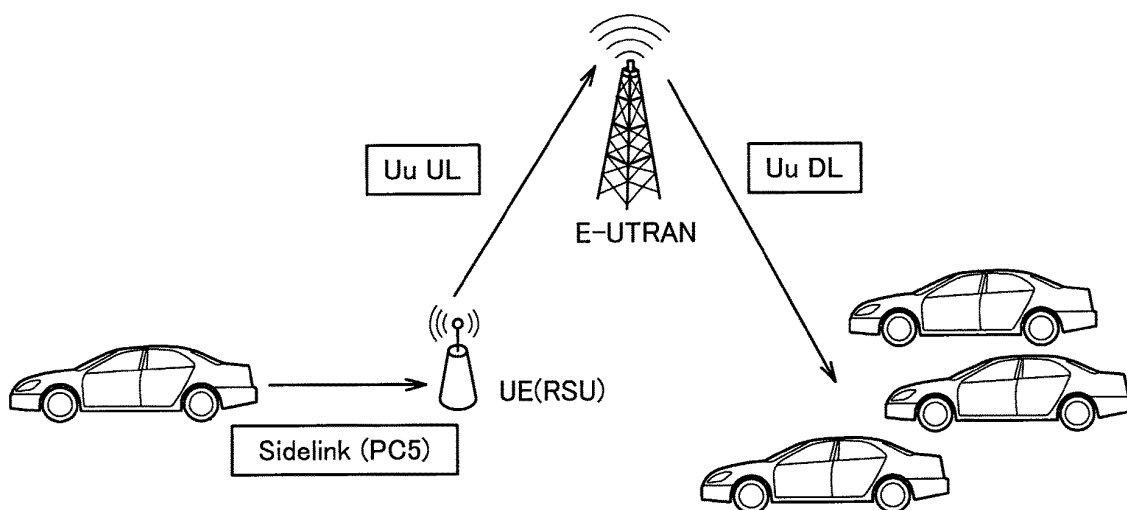 Uu UL
Uu DL
E-UTRAN
UE(RSU)
Sidelink (PC5)